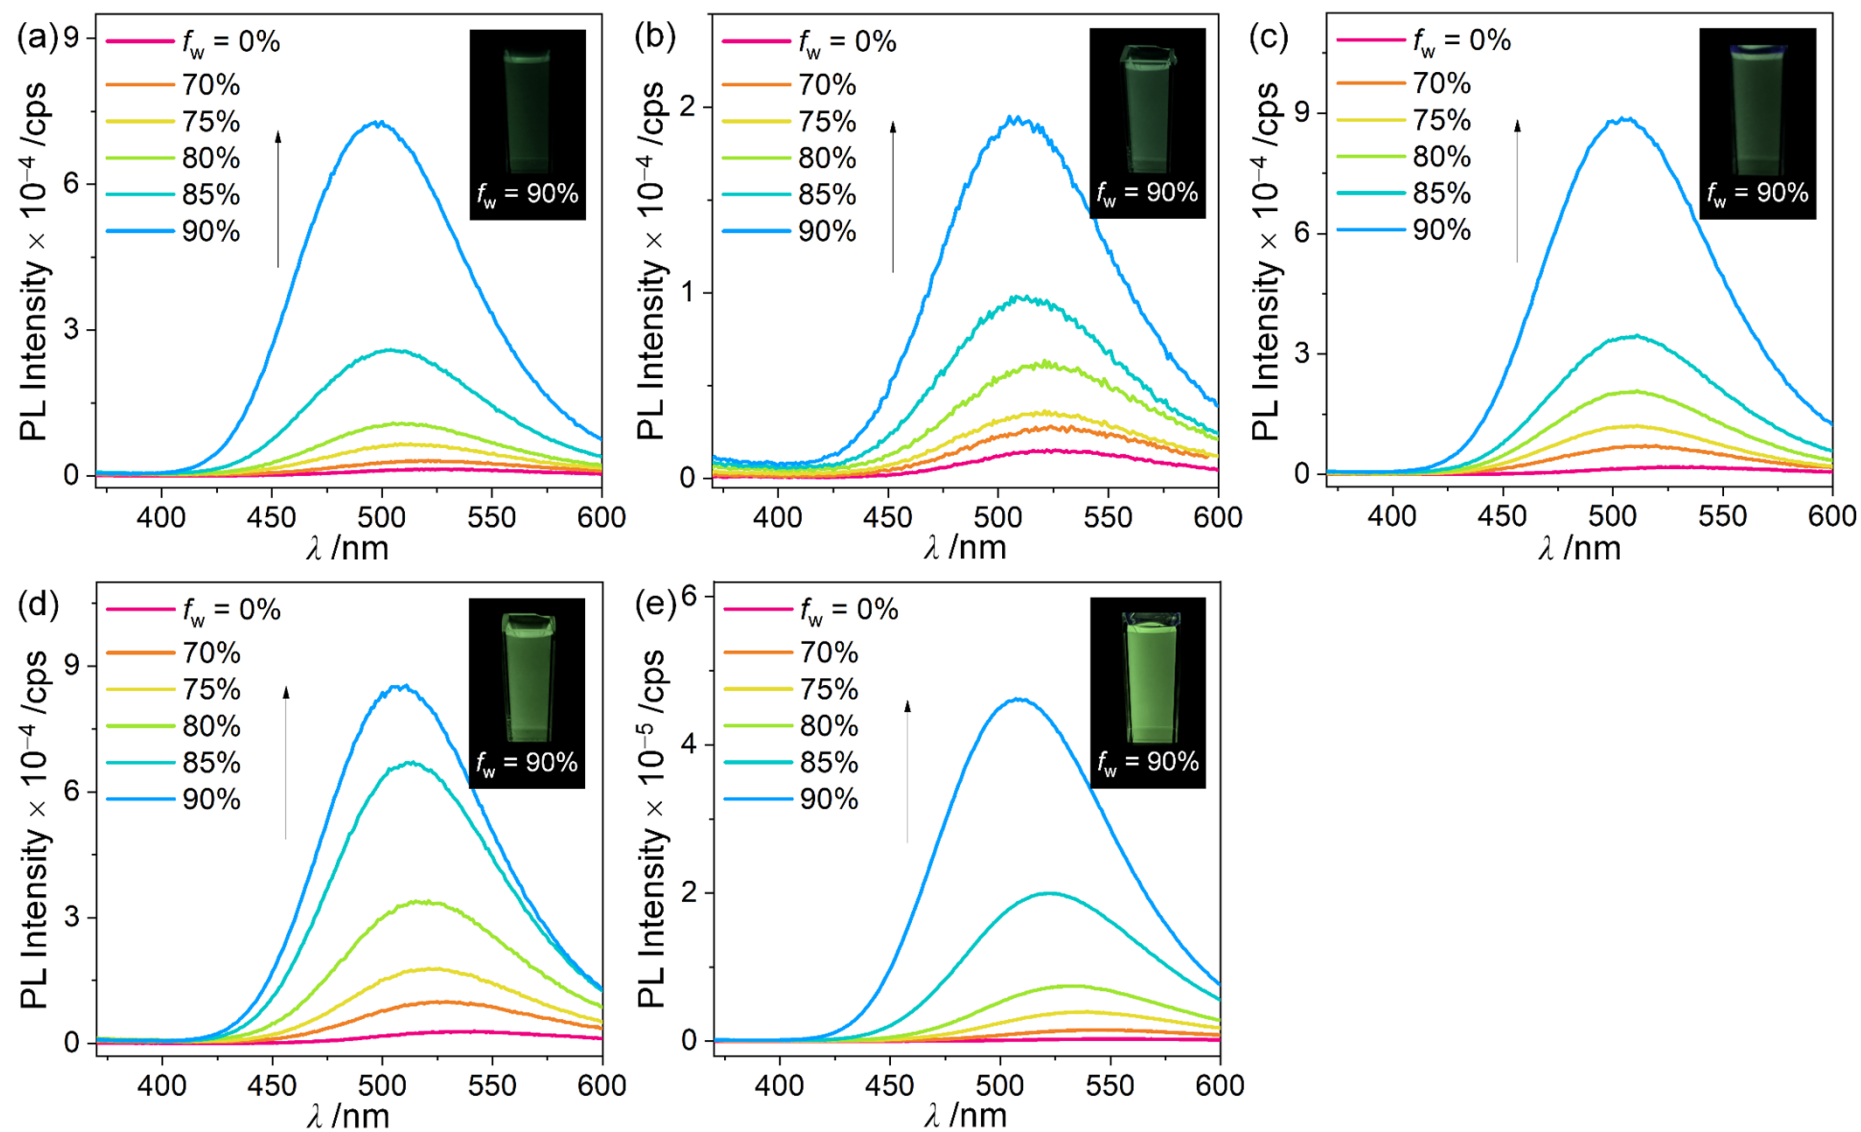 (a)
PL Intensity × 10⁻⁴ /cps
9
6
3
0
f_w = 0%
70%
75%
80%
85%
90%
f_w = 90%
400 450 500 550 600
λ /nm
(b)
PL Intensity × 10⁻⁴ /cps
2
1
0
f_w = 0%
70%
75%
80%
85%
90%
f_w = 90%
400 450 500 550 600
λ /nm
(c)
PL Intensity × 10⁻⁴ /cps
9
6
3
0
f_w = 0%
70%
75%
80%
85%
90%
f_w = 90%
400 450 500 550 600
λ /nm
(d)
PL Intensity × 10⁻⁴ /cps
9
6
3
0
f_w = 0%
70%
75%
80%
85%
90%
f_w = 90%
400 450 500 550 600
λ /nm
(e)
PL Intensity × 10⁻⁵ /cps
6
4
2
0
f_w = 0%
70%
75%
80%
85%
90%
f_w = 90%
400 450 500 550 600
λ /nm